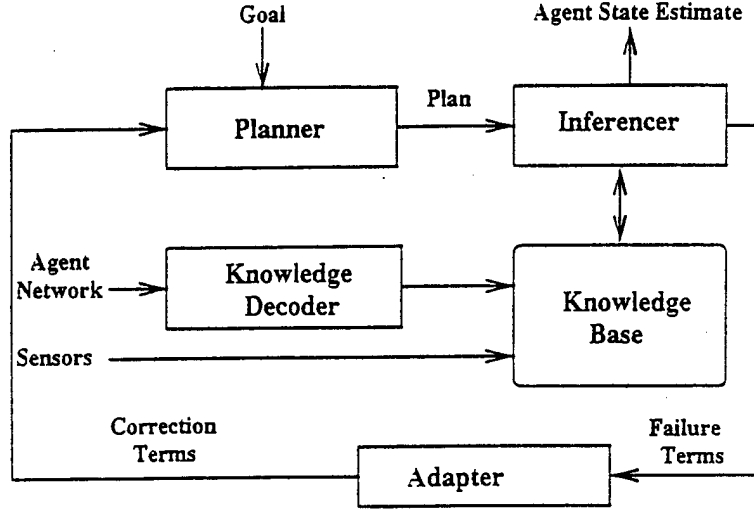 Goal
Agent State Estimate
Planner
Plan
Inferencer
Agent
Network
Knowledge
Decoder
Knowledge
Base
Sensors
Correction
Terms
Failure
Terms
Adapter